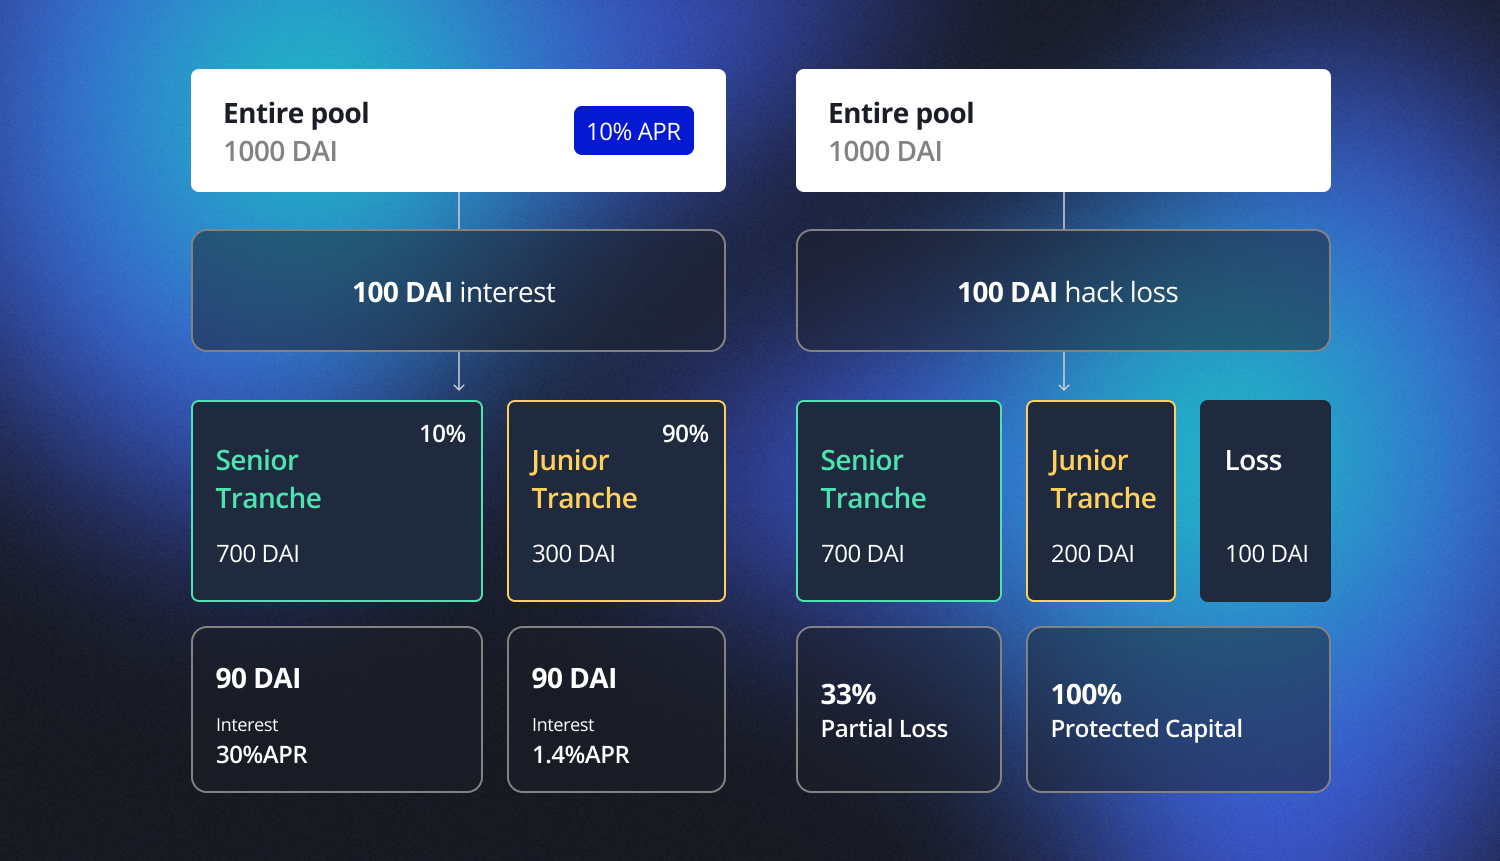 Entire pool
1000 DAI
10% APR
100 DAI interest
10%
Senior
Tranche
700 DAI
90%
Junior
Tranche
300 DAI
90 DAI
Interest
30%APR
90 DAI
Interest
1.4%APR
Entire pool
1000 DAI
100 DAI hack loss
Senior
Tranche
700 DAI
Junior
Tranche
200 DAI
Loss
100 DAI
33%
Partial Loss
100%
Protected Capital